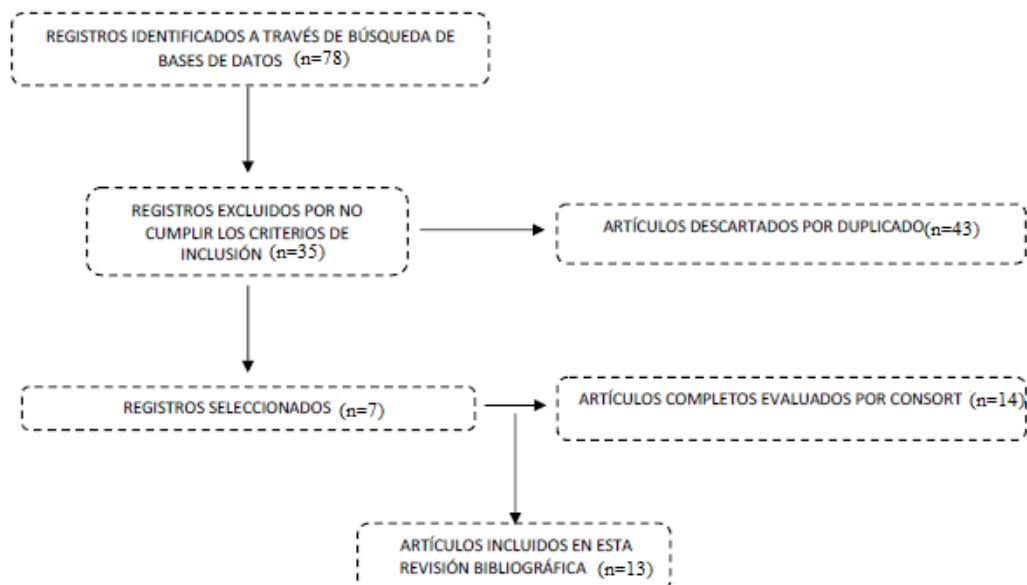 REGISTROS IDENTIFICADOS A TRAVÉS DE BÚSQUEDA DE
BASES DE DATOS (n=78)
REGISTROS EXCLUIDOS POR NO
CUMPLIR LOS CRITERIOS DE
INCLUSIÓN (n=35)
ARTÍCULOS DESCARTADOS POR DUPLICADO(n=43)
REGISTROS SELECCIONADOS (n=7)
ARTÍCULOS COMPLETOS EVALUADOS POR CONSORT (n=14)
ARTÍCULOS INCLUIDOS EN ESTA
REVISIÓN BIBLIOGRÁFICA (n=13)